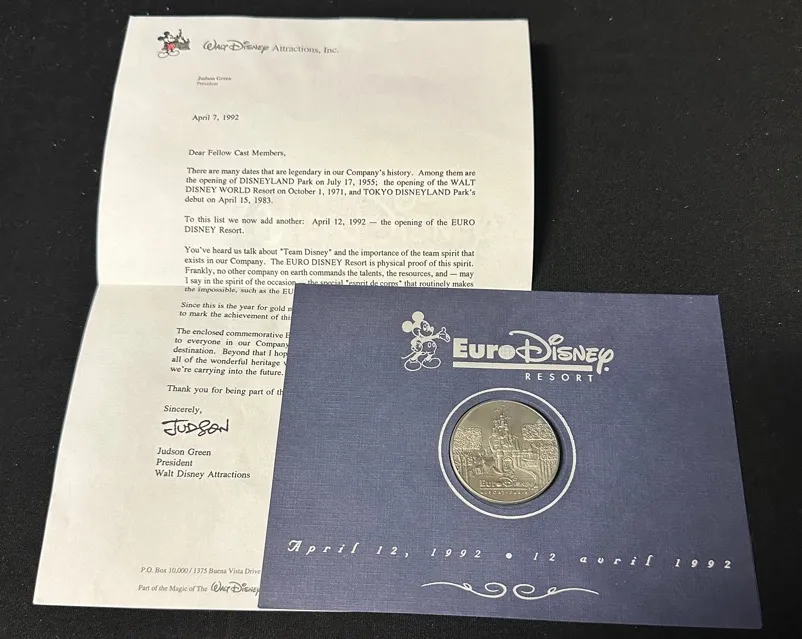 Walt Disney Attractions, Inc.
Judson Green
President
April 7, 1992
Dear Fellow Cast Members,
There are many dates that are legendary in our Company's history. Among them are
the opening of DISNEYLAND Park on July 17, 1955; the opening of the WALT
DISNEY WORLD Resort on October 1, 1971, and TOKYO DISNEYLAND Park's
debut on April 15, 1983.
To this list we now add another: April 12, 1992 — the opening of the EURO
DISNEY Resort.
You've heard us talk about "Team Disney" and the importance of the team spirit that
exists in our Company. The EURO DISNEY Resort is physical proof of this spirit.
Frankly, no other company on earth commands the talents, the resources, and — may
I say in the spirit of the occasion — the special "esprit de corps" that routinely makes
the impossible, such as the EU
Since this is the year for gold
to mark the achievement of thi
The enclosed commemorative
to everyone in our Company
destination. Beyond that I hop
all of the wonderful heritage
we're carrying into the future.
Thank you for being part of th
Sincerely,
JUDSON
Judson Green
President
Walt Disney Attractions
P.O. Box 10,000 / 1375 Buena Vista Drive
Part of the Magic of The Walt Disney
Euro Disney
RESORT
EURO DISNEY
April 12, 1992 • 12 avril 1992